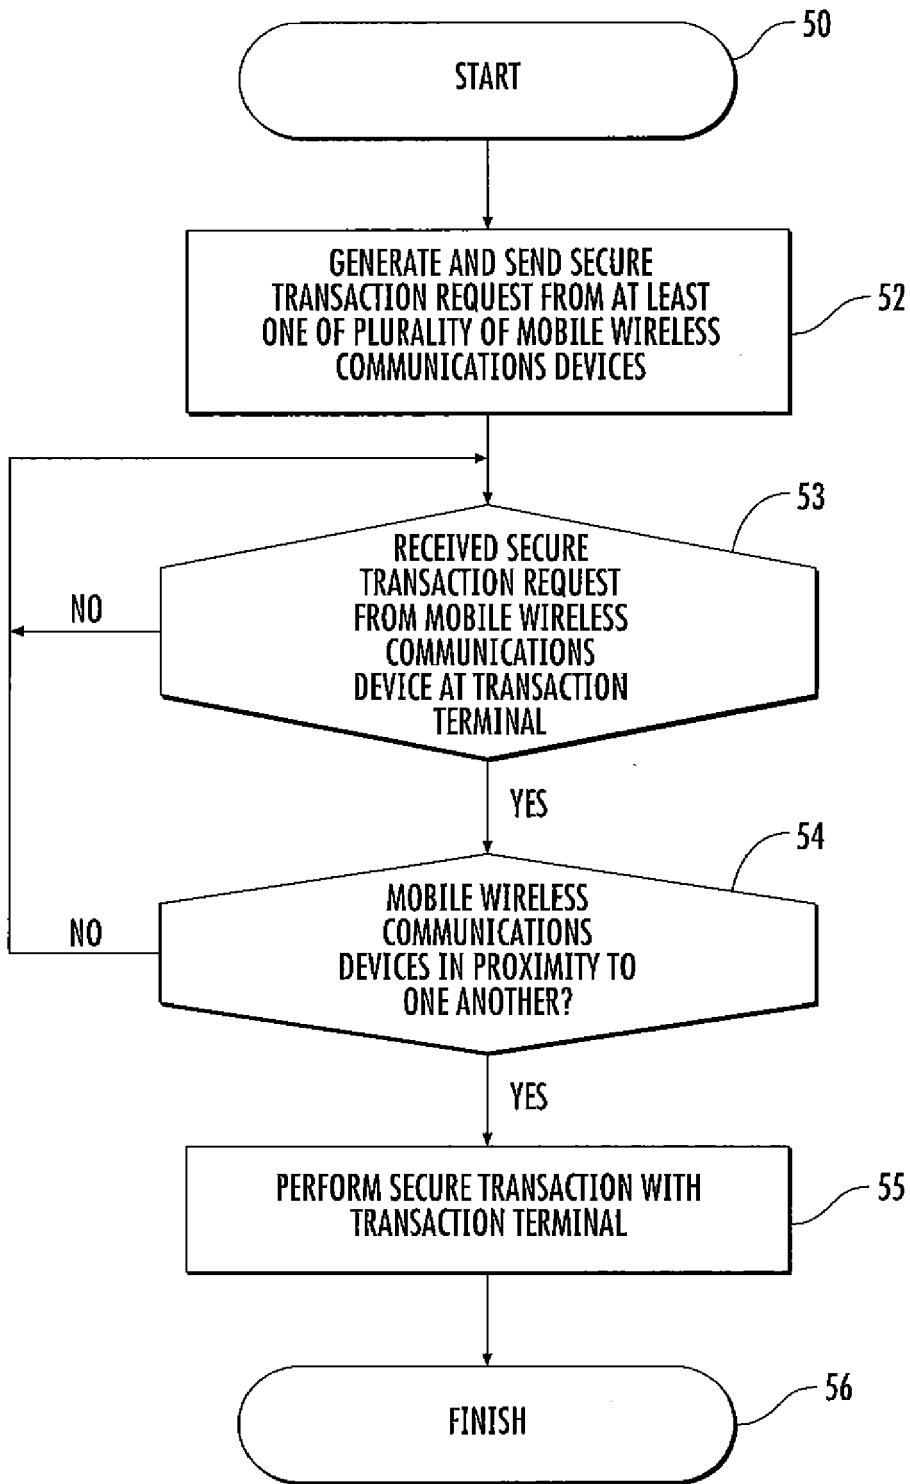 50
START
GENERATE AND SEND SECURE
TRANSACTION REQUEST FROM AT LEAST
ONE OF PLURALITY OF MOBILE WIRELESS
COMMUNICATIONS DEVICES
52
53
RECEIVED SECURE
TRANSACTION REQUEST
FROM MOBILE WIRELESS
COMMUNICATIONS
DEVICE AT TRANSACTION
TERMINAL
NO
YES
54
MOBILE WIRELESS
COMMUNICATIONS
DEVICES IN PROXIMITY TO
ONE ANOTHER?
NO
YES
PERFORM SECURE TRANSACTION WITH
TRANSACTION TERMINAL
55
FINISH
56